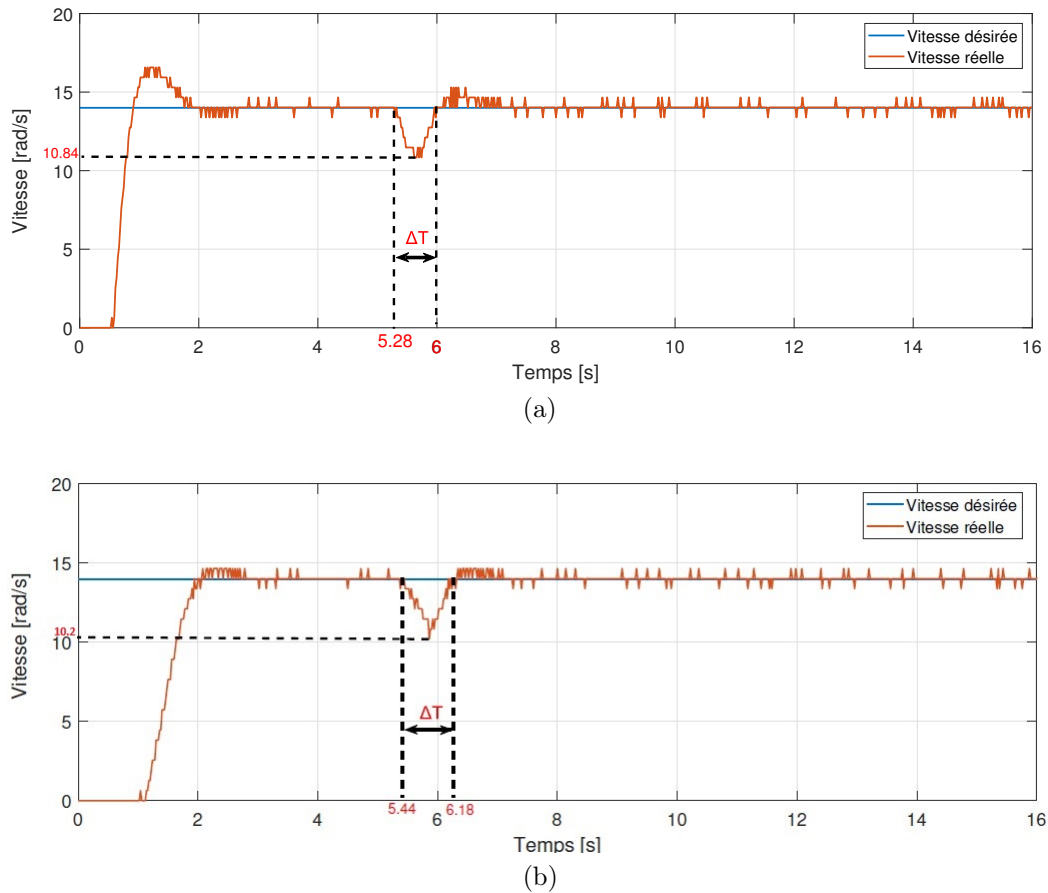 20
15
10
5
0
10.84
Vitesse [rad/s]
Vitesse désirée
Vitesse réelle
ΔT
5.28
6
0 2 4 6 8 10 12 14 16
Temps [s]
(a)
20
15
10
5
0
10.2
Vitesse [rad/s]
Vitesse désirée
Vitesse réelle
ΔT
5.44
6.18
0 2 4 6 8 10 12 14 16
Temps [s]
(b)